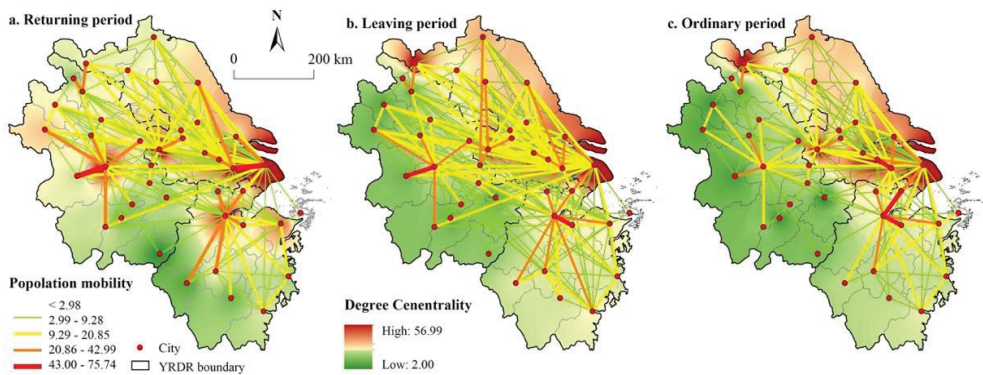 a. Returning period
b. Leaving period
c. Ordinary period
N
0 200 km
Population mobility
< 2.98
2.99 - 9.28
9.29 - 20.85
20.86 - 42.99
43.00 - 75.74
City
YRDR boundary
Degree Cenentrality
High: 56.99
Low: 2.00